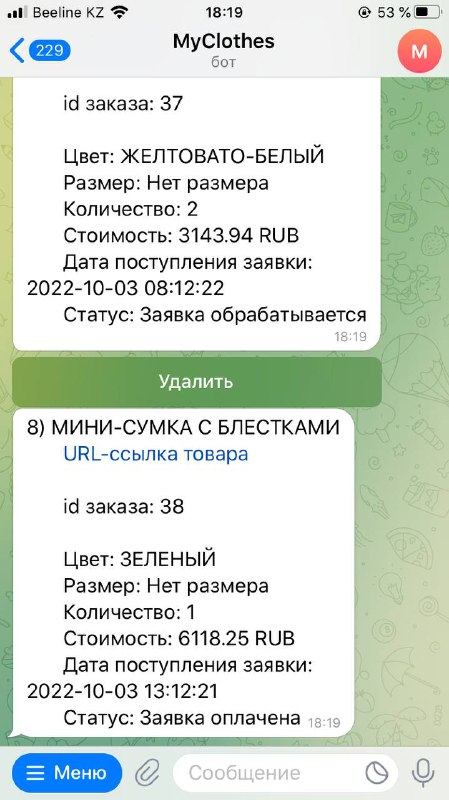 Beeline KZ 18:19 53 %
229 MyClothes M
бот
id заказа: 37
Цвет: ЖЕЛТОВАТО-БЕЛЫЙ
Размер: Нет размера
Количество: 2
Стоимость: 3143.94 RUB
Дата поступления заявки:
2022-10-03 08:12:22
Статус: Заявка обрабатывается
18:19
Удалить
8) МИНИ-СУМКА С БЛЕСТКАМИ
URL-ссылка товара
id заказа: 38
Цвет: ЗЕЛЕНЫЙ
Размер: Нет размера
Количество: 1
Стоимость: 6118.25 RUB
Дата поступления заявки:
2022-10-03 13:12:21
Статус: Заявка оплачена 18:19
Меню Сообщение